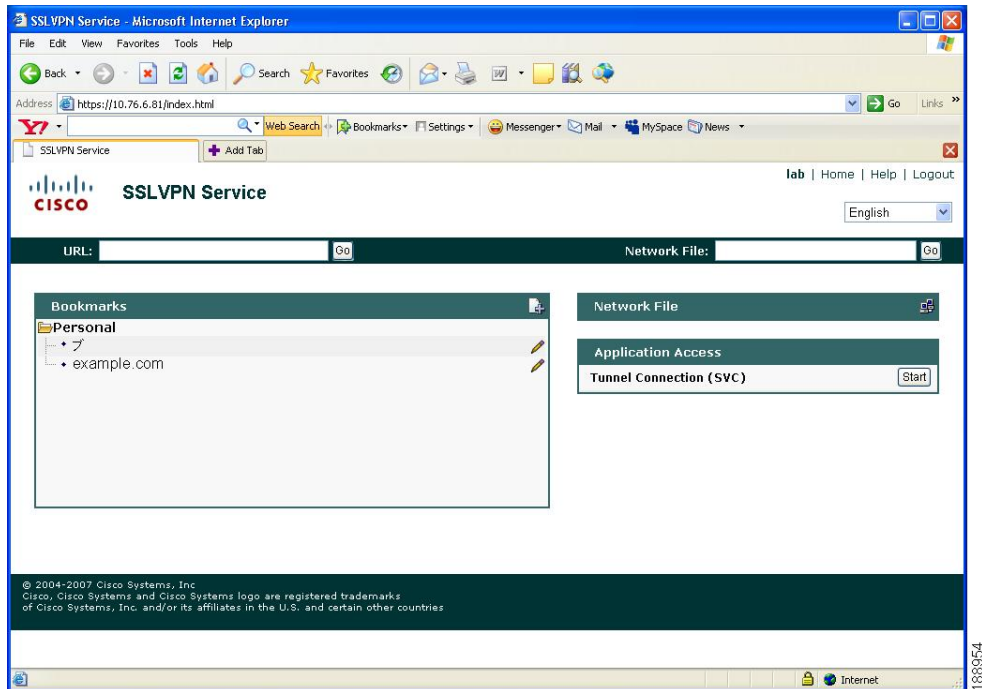 SSLVPN Service - Microsoft Internet Explorer
File Edit View Favorites Tools Help
Back Search Favorites
Address https://10.76.6.81/index.html Go Links »
Y! Web Search Bookmarks Settings Messenger Mail MySpace News
SSLVPN Service Add Tab
lab | Home | Help | Logout
CISCO SSLVPN Service
English
URL: Go Network File: Go
Bookmarks
Personal
ブ
example.com
Network File
Application Access
Tunnel Connection (SVC) Start
© 2004-2007 Cisco Systems, Inc
Cisco, Cisco Systems and Cisco Systems logo are registered trademarks
of Cisco Systems, Inc. and/or its affiliates in the U.S. and certain other countries
Internet
188954